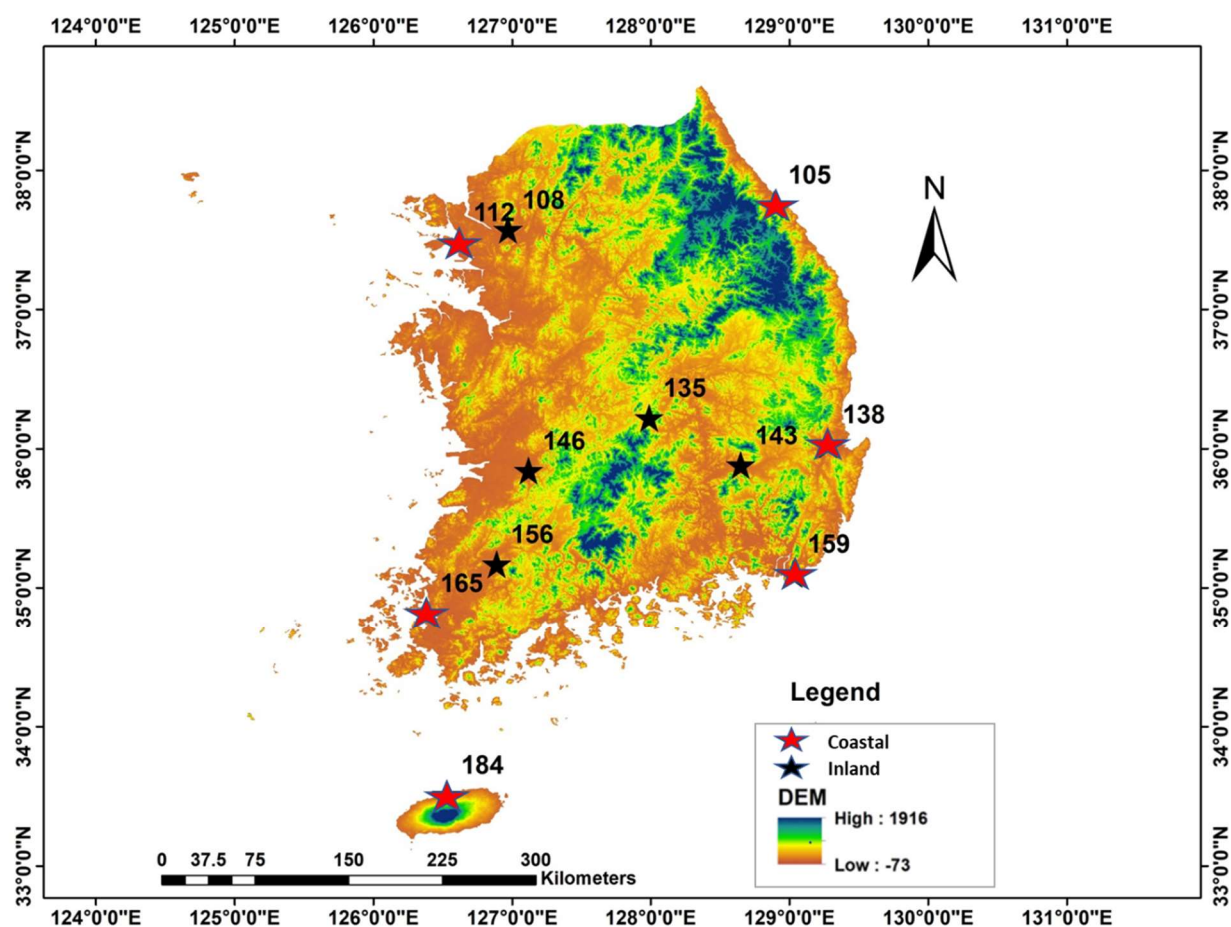 124°0'0"E 125°0'0"E 126°0'0"E 127°0'0"E 128°0'0"E 129°0'0"E 130°0'0"E 131°0'0"E
38°0'0"N
37°0'0"N
36°0'0"N
35°0'0"N
34°0'0"N
33°0'0"N
105
108
112
135
138
143
146
156
159
165
184
N
Legend
Coastal
Inland
DEM
High : 1916
Low : -73
0 37.5 75 150 225 300
Kilometers
38°0'0"N
37°0'0"N
36°0'0"N
35°0'0"N
34°0'0"N
33°0'0"N
124°0'0"E 125°0'0"E 126°0'0"E 127°0'0"E 128°0'0"E 129°0'0"E 130°0'0"E 131°0'0"E